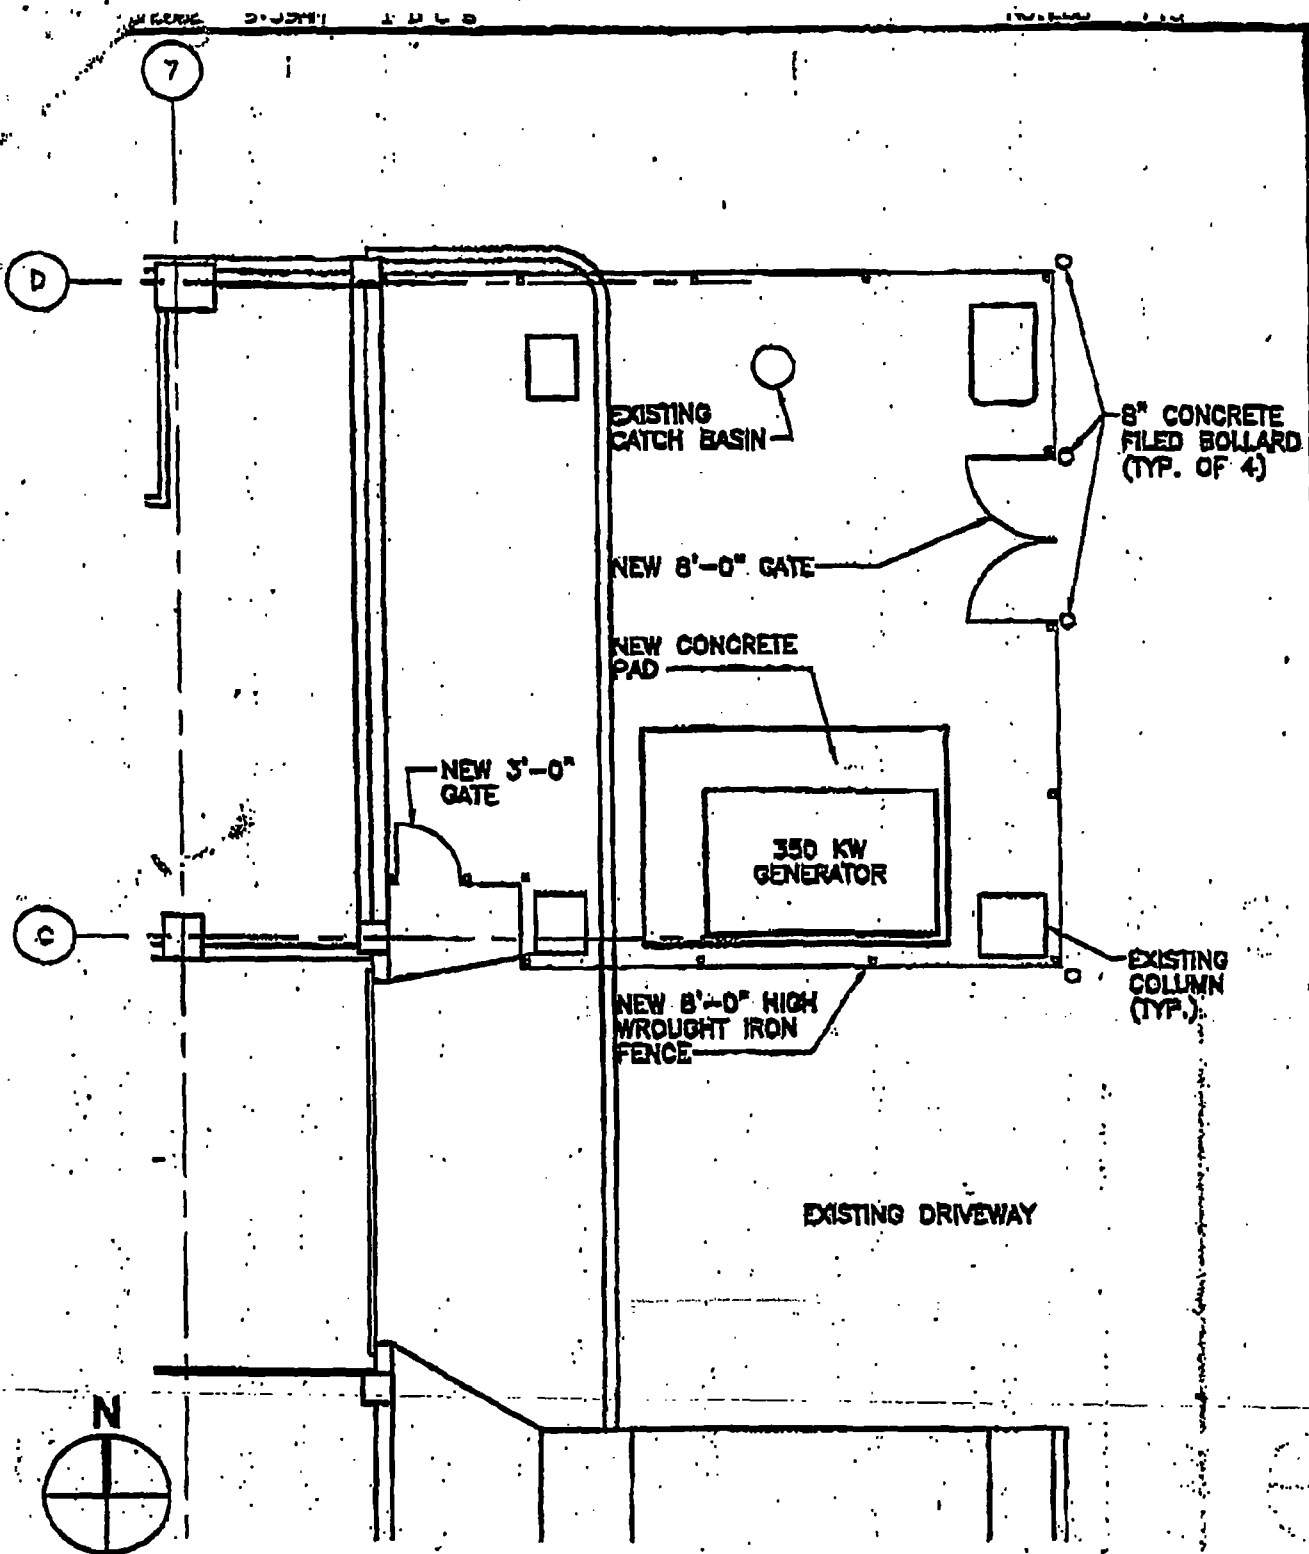 7
D
EXISTING
CATCH BASIN
8" CONCRETE
FILED BOLLARD
(TYP. OF 4)
NEW 8'-0" GATE
NEW CONCRETE
PAD
NEW 3'-0"
GATE
350 KW
GENERATOR
C
EXISTING
COLUMN
(TYP.)
NEW 8'-0" HIGH
WROUGHT IRON
FENCE
EXISTING DRIVEWAY
N